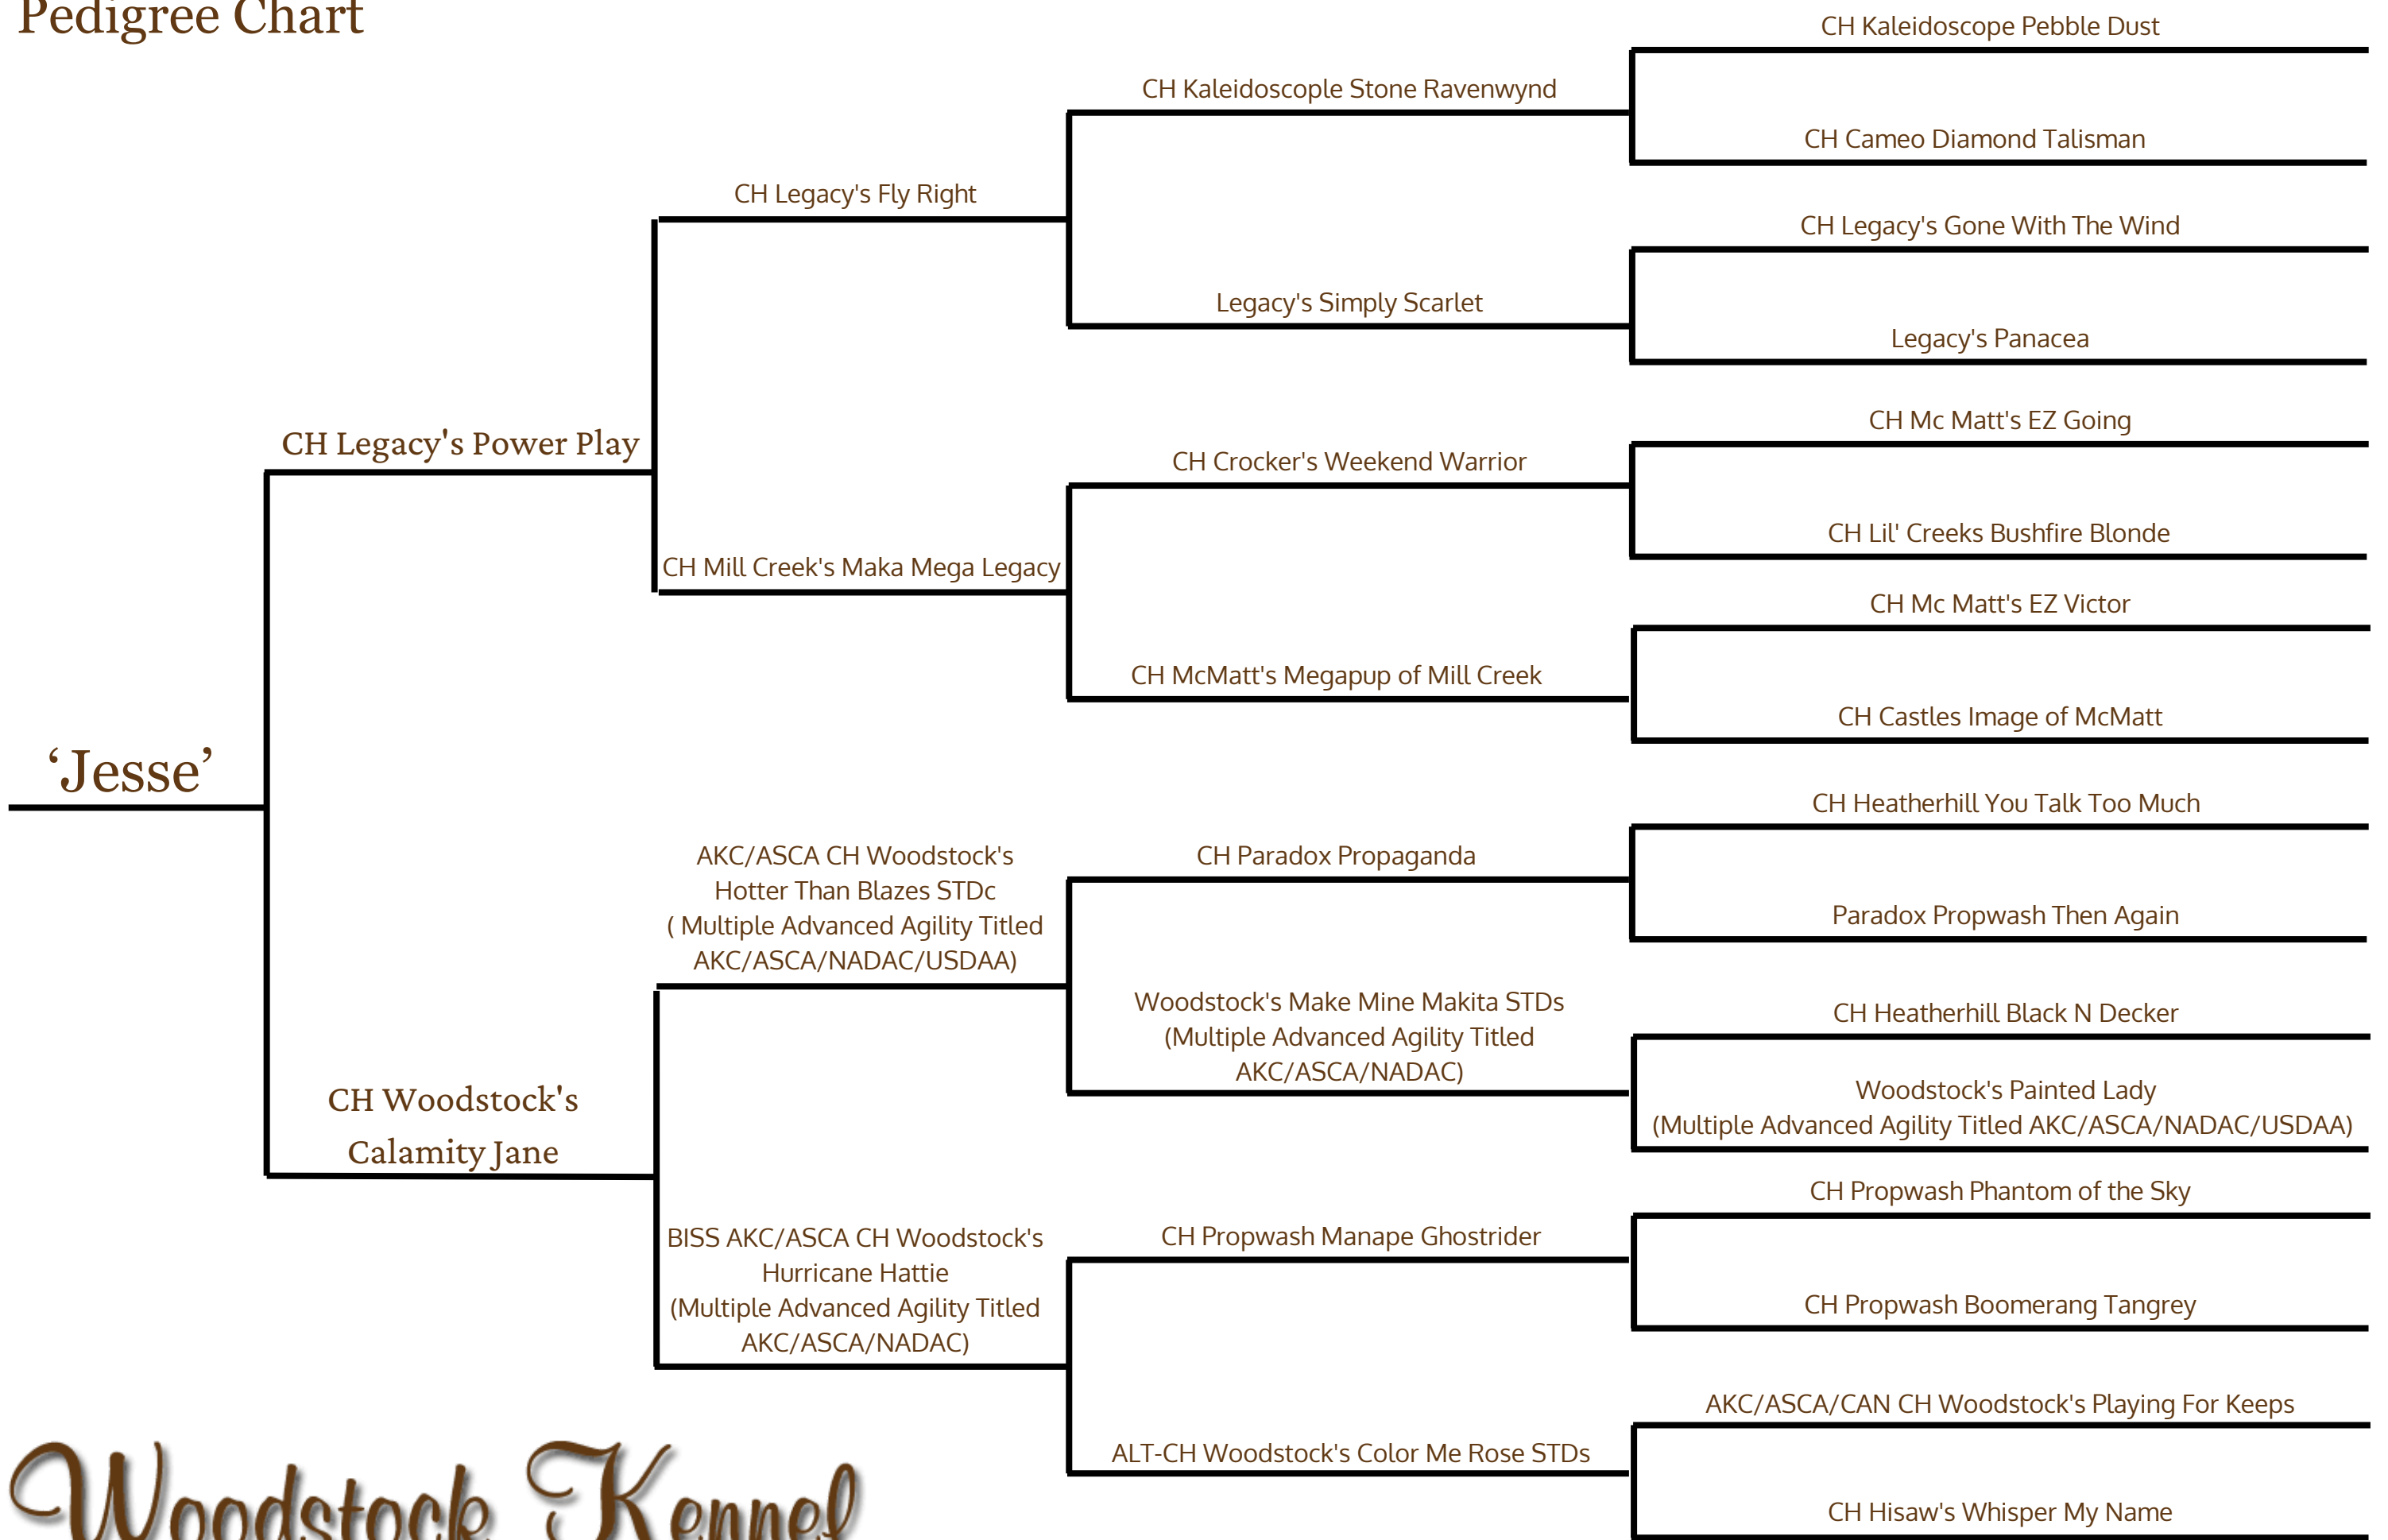 Pedigree Chart
CH Kaleidoscope Pebble Dust
CH Kaleidoscople Stone Ravenwynd
CH Cameo Diamond Talisman
CH Legacy's Fly Right
CH Legacy's Gone With The Wind
Legacy's Simply Scarlet
Legacy's Panacea
CH Legacy's Power Play
CH Mc Matt's EZ Going
CH Crocker's Weekend Warrior
CH Lil' Creeks Bushfire Blonde
CH Mill Creek's Maka Mega Legacy
CH Mc Matt's EZ Victor
CH McMatt's Megapup of Mill Creek
CH Castles Image of McMatt
‘Jesse’
CH Heatherhill You Talk Too Much
AKC/ASCA CH Woodstock's
Hotter Than Blazes STDc
( Multiple Advanced Agility Titled
AKC/ASCA/NADAC/USDAA)
CH Paradox Propaganda
Paradox Propwash Then Again
Woodstock's Make Mine Makita STDs
(Multiple Advanced Agility Titled
AKC/ASCA/NADAC)
CH Heatherhill Black N Decker
Woodstock's Painted Lady
(Multiple Advanced Agility Titled AKC/ASCA/NADAC/USDAA)
CH Woodstock's
Calamity Jane
CH Propwash Phantom of the Sky
BISS AKC/ASCA CH Woodstock's
Hurricane Hattie
(Multiple Advanced Agility Titled
AKC/ASCA/NADAC)
CH Propwash Manape Ghostrider
CH Propwash Boomerang Tangrey
AKC/ASCA/CAN CH Woodstock's Playing For Keeps
ALT-CH Woodstock's Color Me Rose STDs
CH Hisaw's Whisper My Name
Woodstock Kennel